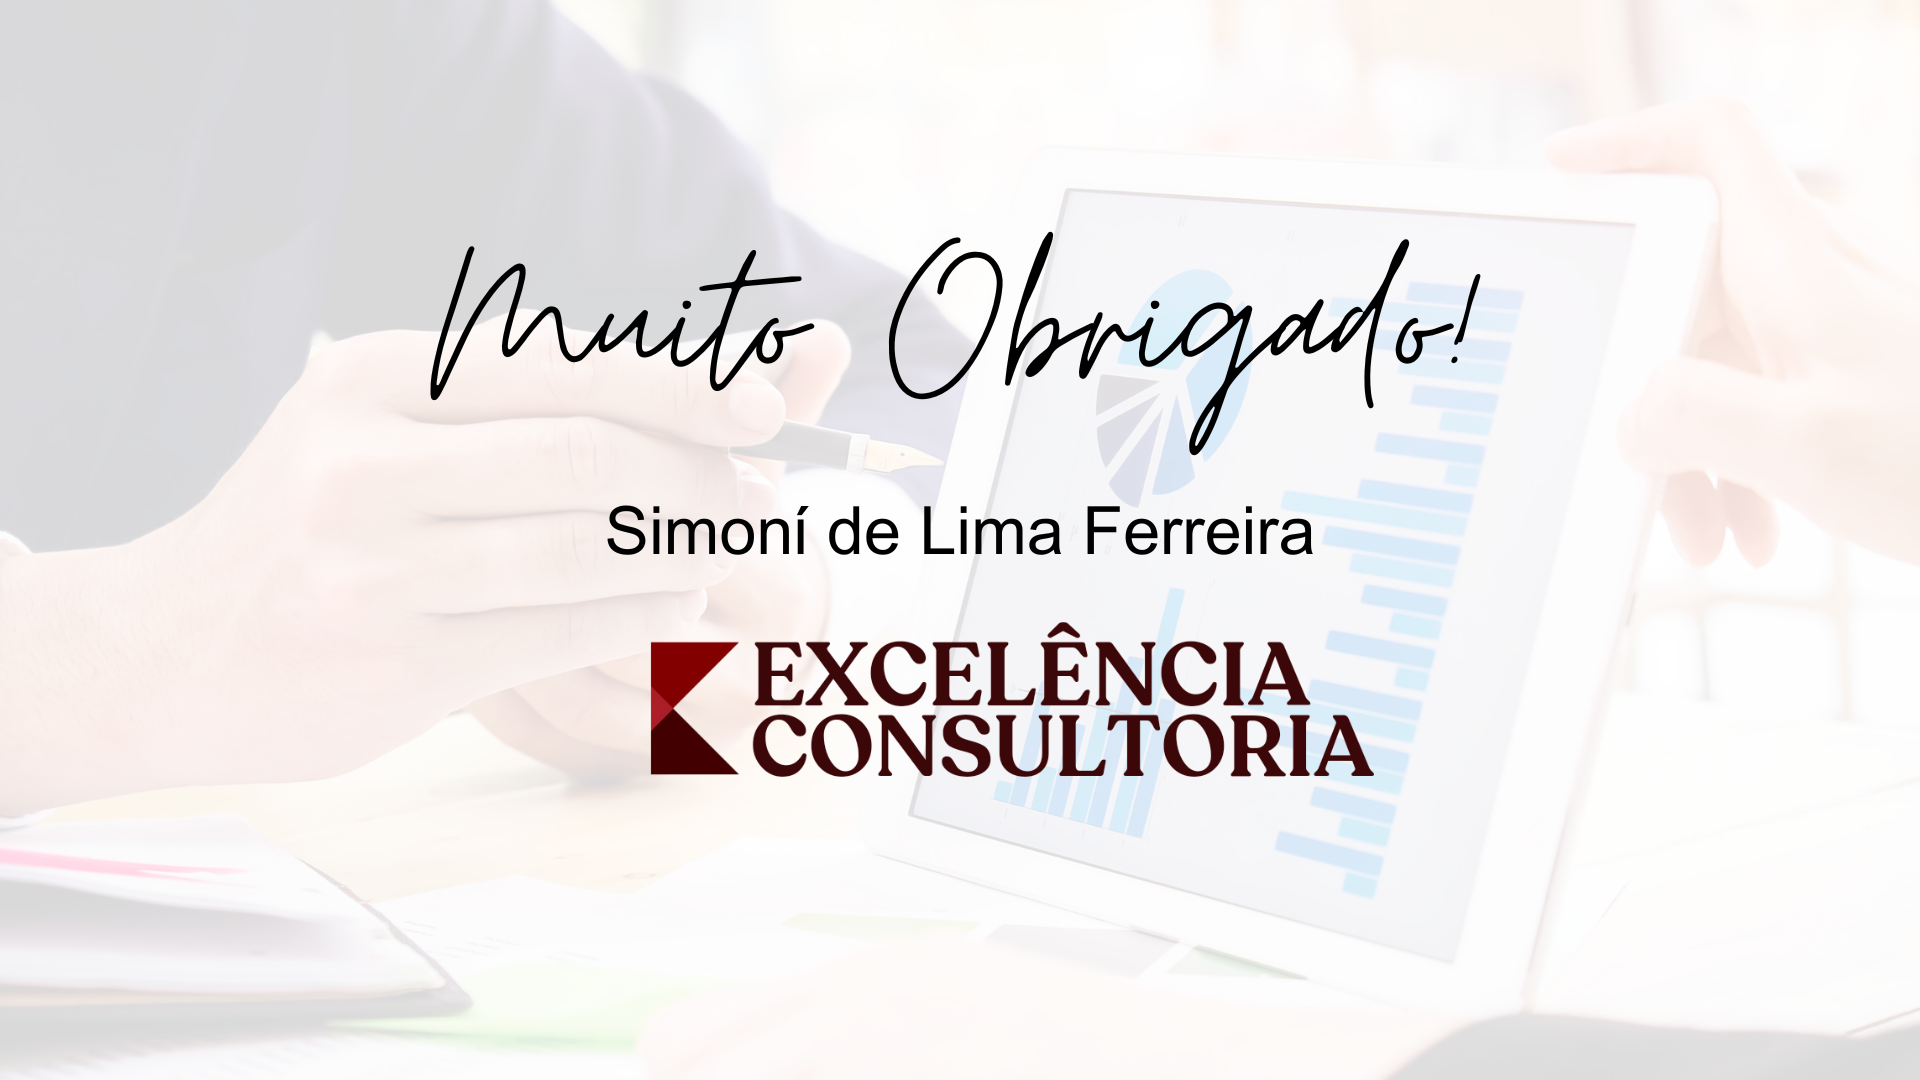 Muito Obrigado!
Simoní de Lima Ferreira
EXCELÊNCIA
CONSULTORIA